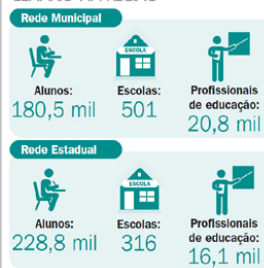 Rede Municipal
ESCOLA
Alunos:
180,5 mil
Escolas:
501
Profissionais
de educação:
20,8 mil
Rede Estadual
ESCOLA
Alunos:
228,8 mil
Escolas:
316
Profissionais
de educação:
16,1 mil